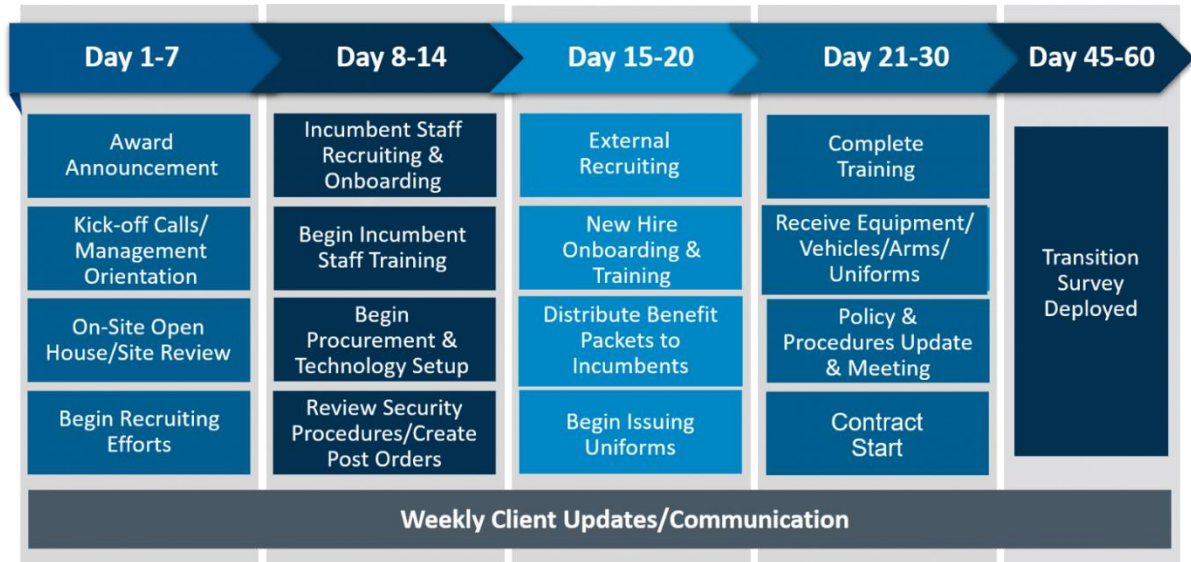 Day 1-7
Day 8-14
Day 15-20
Day 21-30
Day 45-60
Award
Announcement
Kick-off Calls/
Management
Orientation
On-Site Open
House/Site Review
Begin Recruiting
Efforts
Incumbent Staff
Recruiting &
Onboarding
Begin Incumbent
Staff Training
Begin
Procurement &
Technology Setup
Review Security
Procedures/Create
Post Orders
External
Recruiting
New Hire
Onboarding &
Training
Distribute Benefit
Packets to
Incumbents
Begin Issuing
Uniforms
Complete
Training
Receive Equipment/
Vehicles/Arms/
Uniforms
Policy &
Procedures Update
& Meeting
Contract
Start
Transition
Survey
Deployed
Weekly Client Updates/Communication